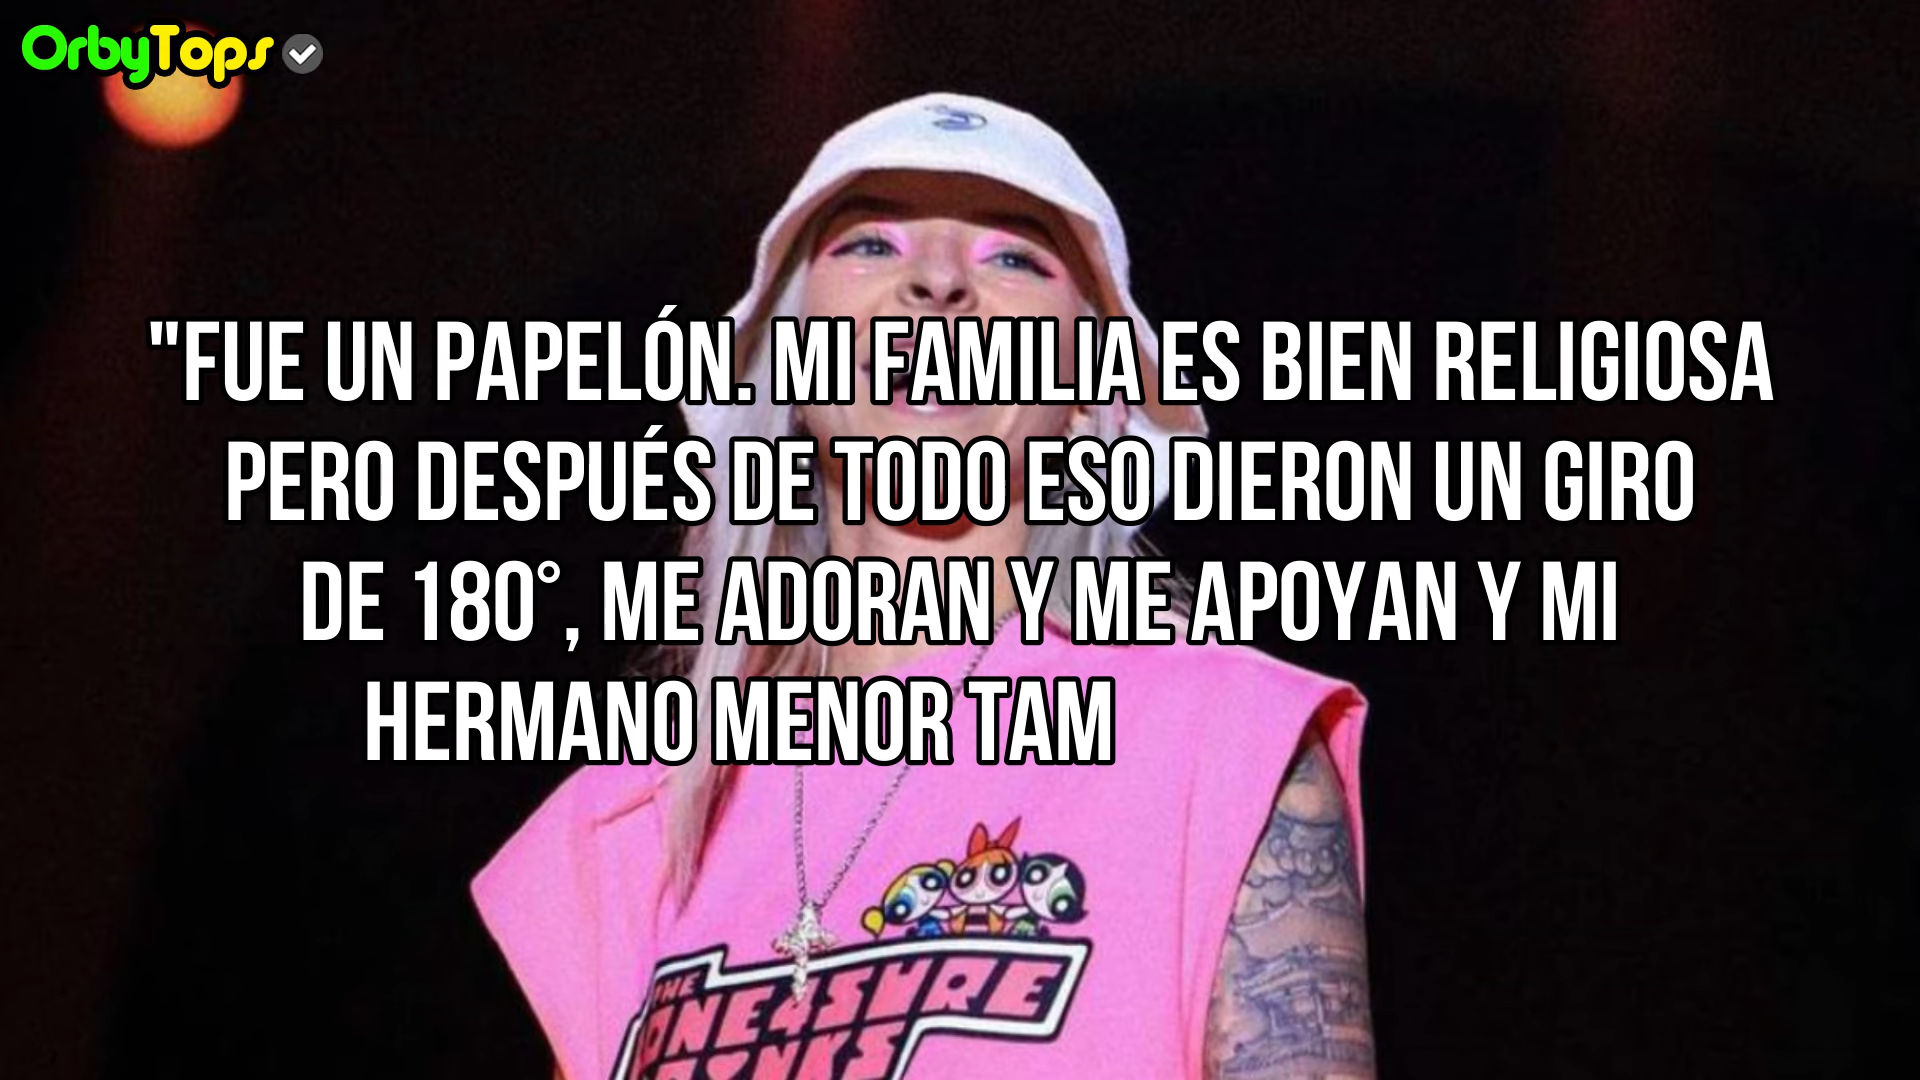 OrbyTops
"FUE UN PAPELÓN. MI FAMILIA ES BIEN RELIGIOSA
PERO DESPUÉS DE TODO ESO DIERON UN GIRO
DE 180°, ME ADORAN Y ME APOYAN Y MI
HERMANO MENOR TAM
THE